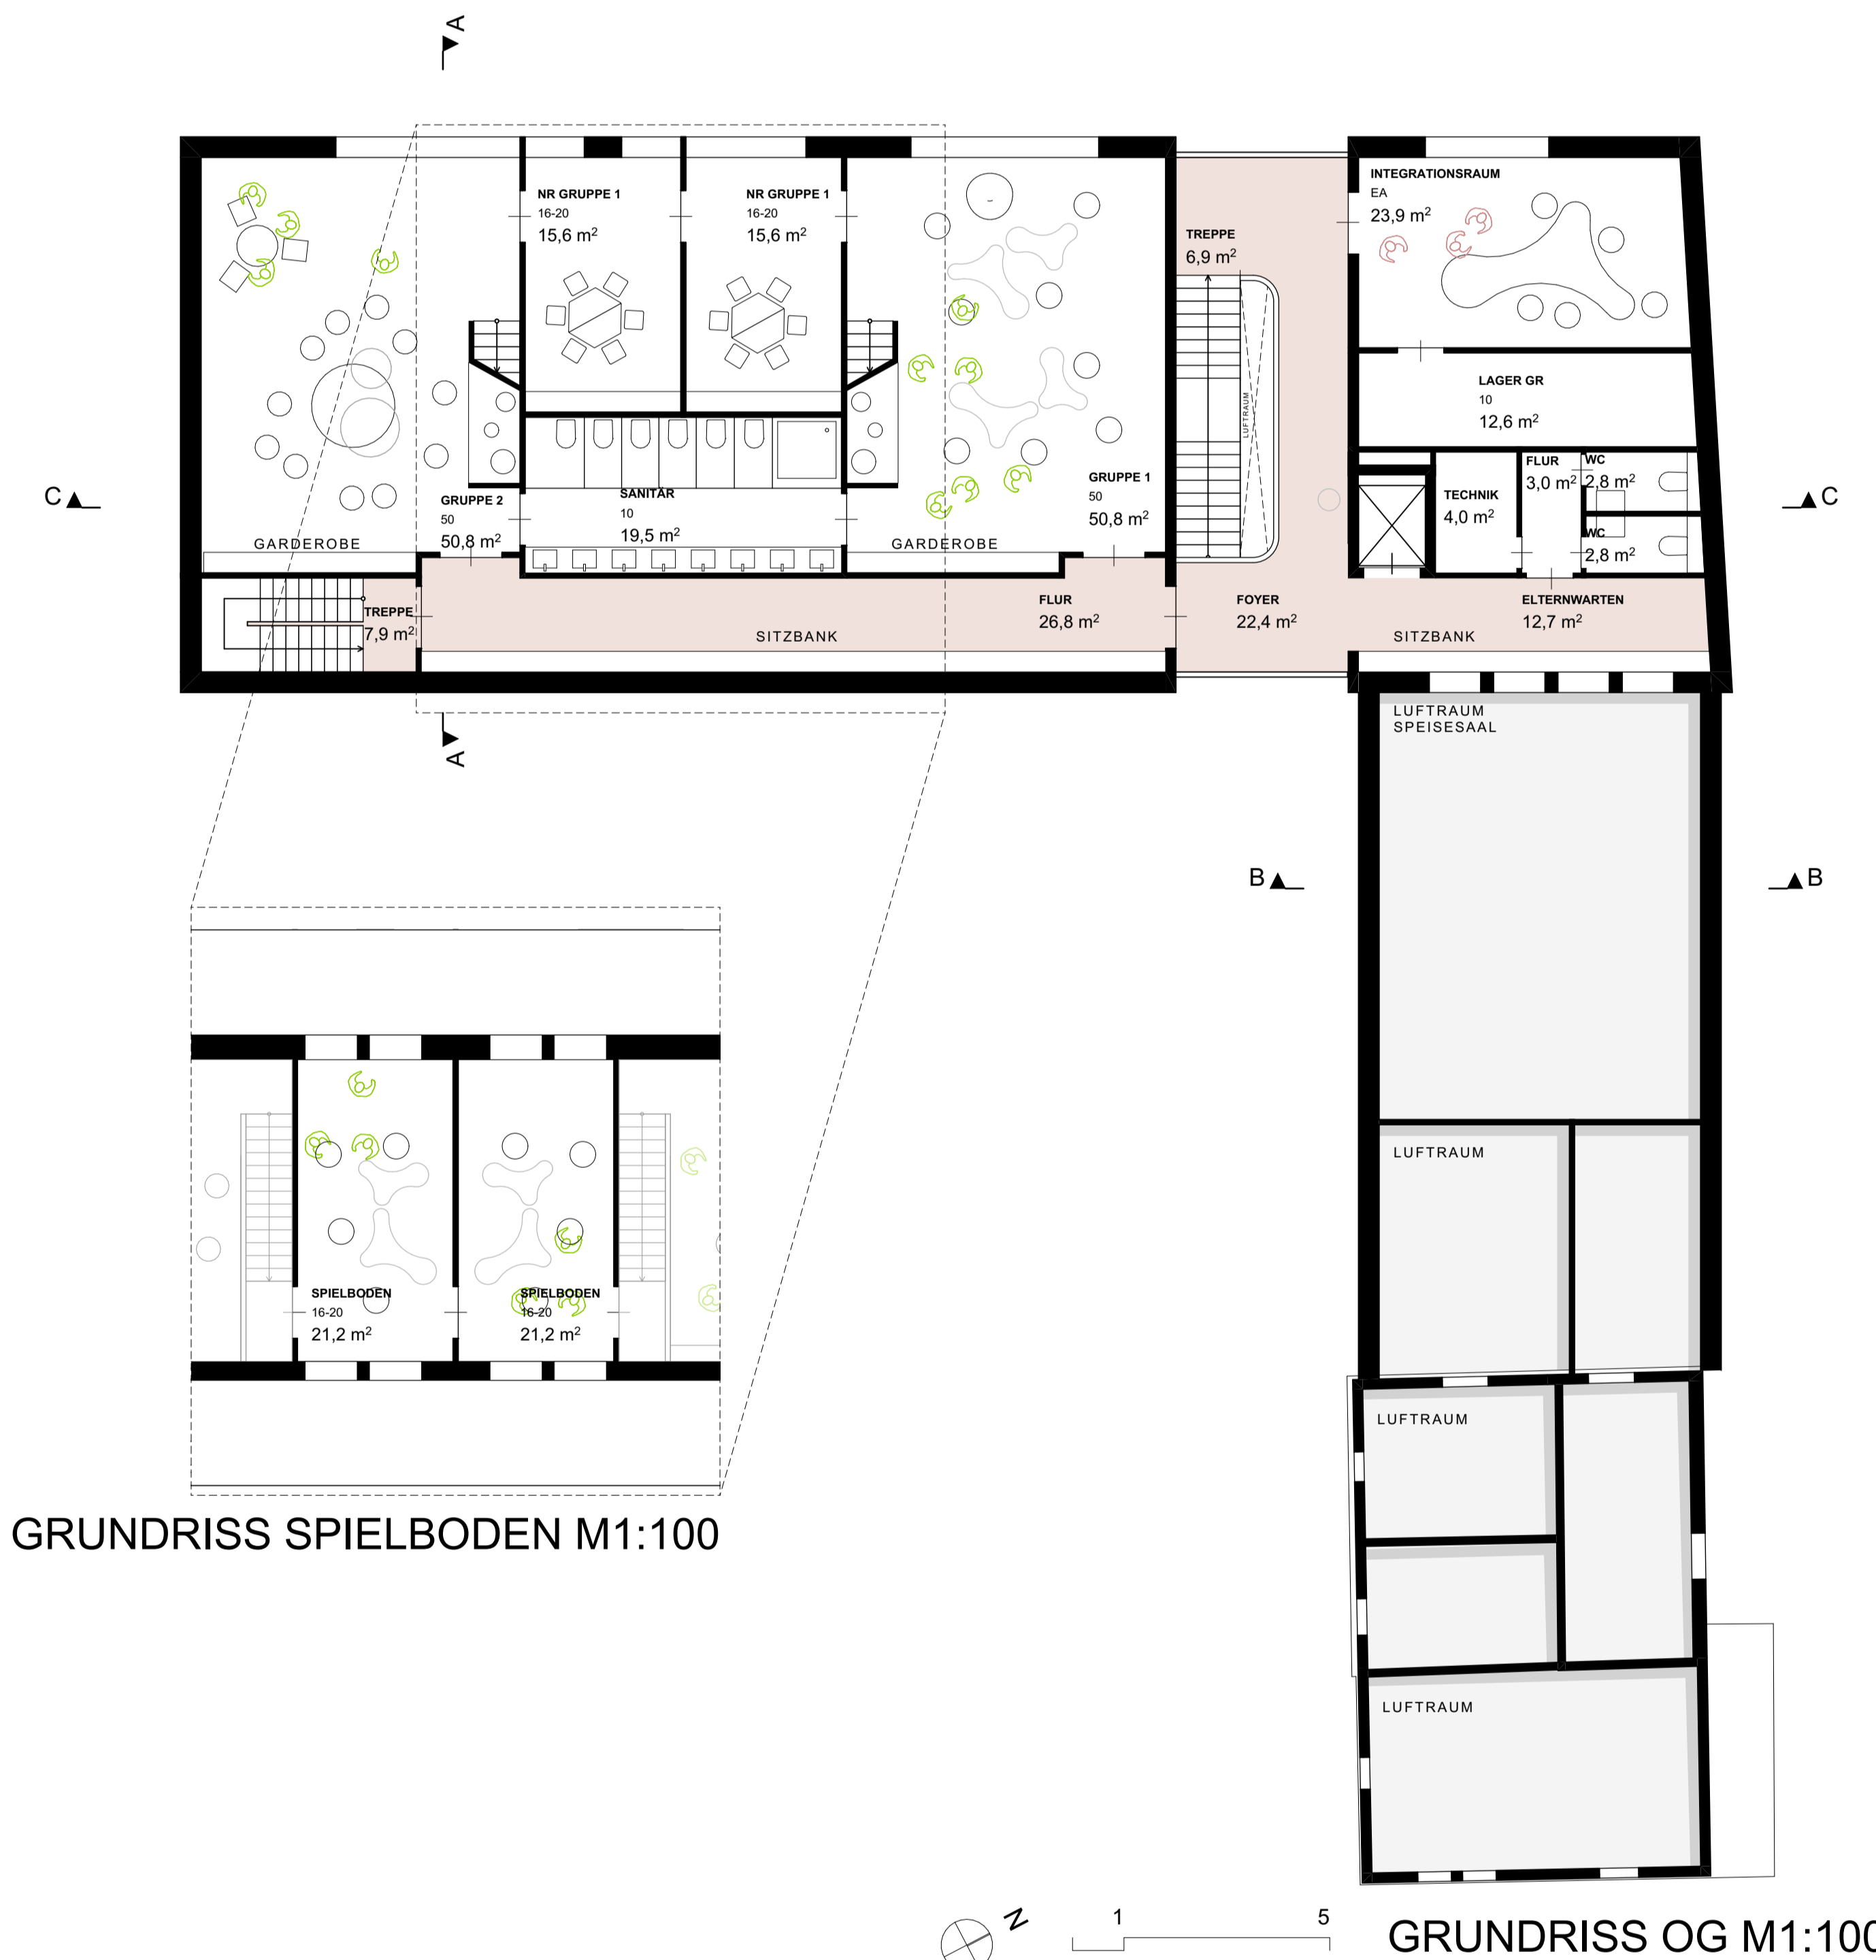 A
NR GRUPPE 1
16-20
15,6 m²
NR GRUPPE 1
16-20
15,6 m²
TREPPE
6,9 m²
INTEGRATIONSRAUM
EA
23,9 m²
LUFTRAUM
LAGER GR
10
12,6 m²
C
GRUPPE 2
50
50,8 m²
SANITÄR
10
19,5 m²
GRUPPE 1
50
50,8 m²
TECHNIK
4,0 m²
FLUR
3,0 m²
WC
2,8 m²
WC
2,8 m²
C
GARDEROBE
GARDEROBE
TREPPE
7,9 m²
SITZBANK
FLUR
26,8 m²
FOYER
22,4 m²
SITZBANK
ELTERNWARTEN
12,7 m²
A
LUFTRAUM
SPEISESAAL
B
B
LUFTRAUM
SPIELBODEN
16-20
21,2 m²
SPIELBODEN
16-20
21,2 m²
LUFTRAUM
GRUNDRISS SPIELBODEN M1:100
LUFTRAUM
N
1
5
GRUNDRISS OG M1:100